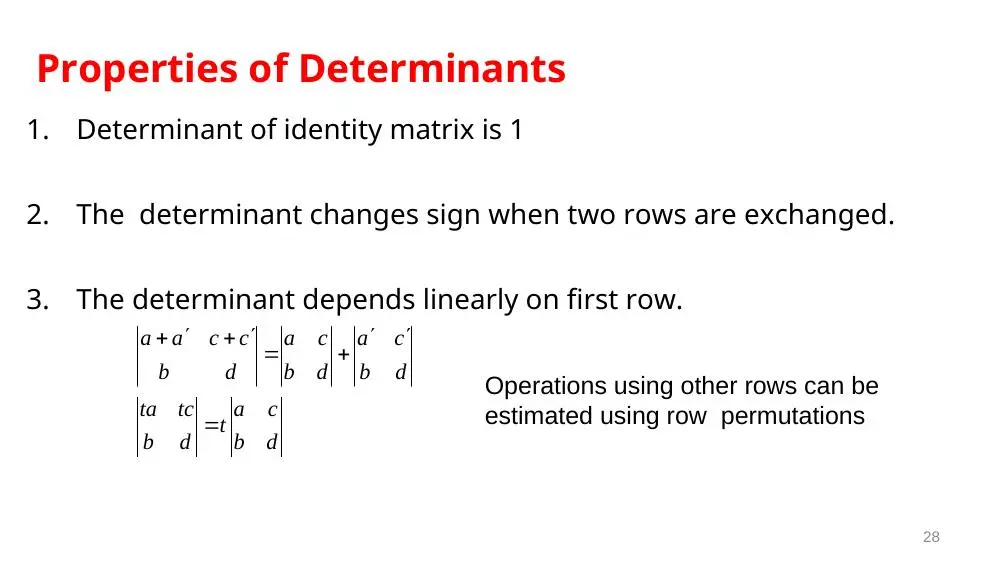 Properties of Determinants
1. Determinant of identity matrix is 1
2. The determinant changes sign when two rows are exchanged.
3. The determinant depends linearly on first row.
|a + a′ c + c′| = |a c| + |a′ c′|
|b d| |b d| |b d|
Operations using other rows can be
estimated using row permutations
|ta tc| = t |a c|
|b d| |b d|
28